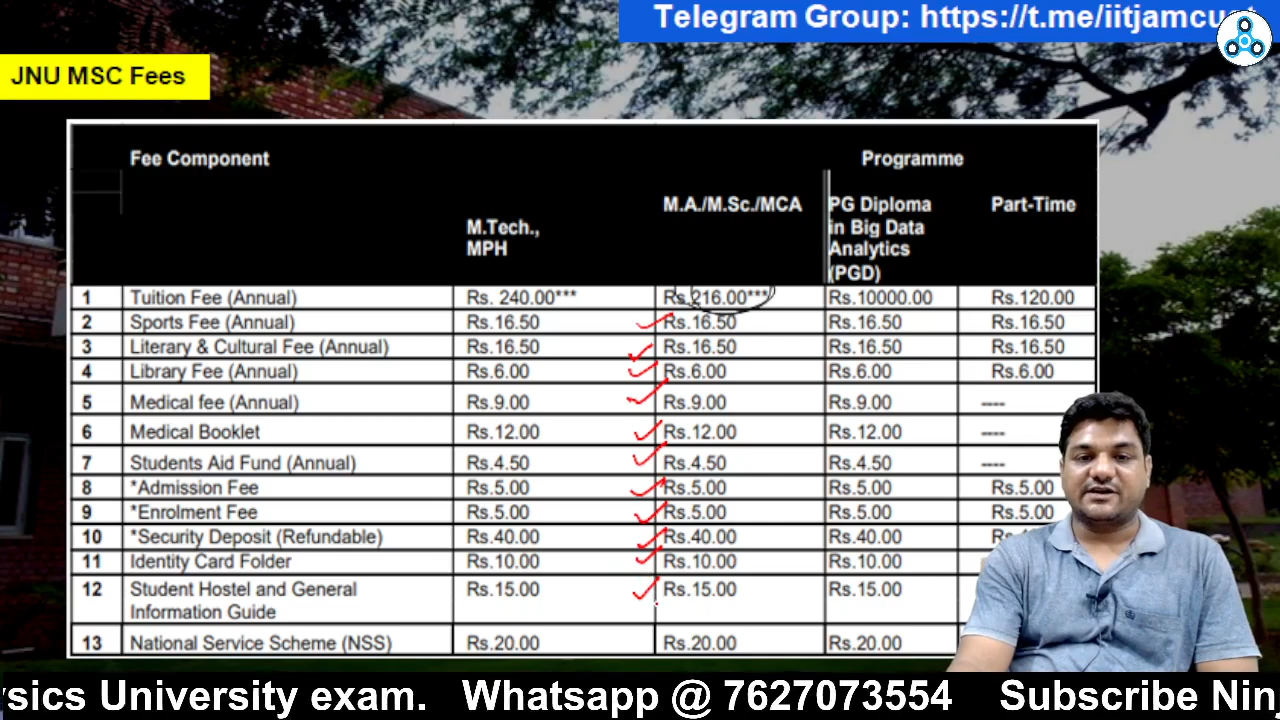 Telegram Group: https://t.me/iitjamcuet
JNU MSC Fees
Fee Component Programme
M.Tech., MPH M.A./M.Sc./MCA PG Diploma in Big Data Analytics (PGD) Part-Time
1 Tuition Fee (Annual) Rs. 240.00*** Rs.216.00*** Rs.10000.00 Rs.120.00
2 Sports Fee (Annual) Rs.16.50 Rs.16.50 Rs.16.50 Rs.16.50
3 Literary & Cultural Fee (Annual) Rs.16.50 Rs.16.50 Rs.16.50 Rs.16.50
4 Library Fee (Annual) Rs.6.00 Rs.6.00 Rs.6.00 Rs.6.00
5 Medical fee (Annual) Rs.9.00 Rs.9.00 Rs.9.00 ----
6 Medical Booklet Rs.12.00 Rs.12.00 Rs.12.00 ----
7 Students Aid Fund (Annual) Rs.4.50 Rs.4.50 Rs.4.50 ----
8 *Admission Fee Rs.5.00 Rs.5.00 Rs.5.00 Rs.5.00
9 *Enrolment Fee Rs.5.00 Rs.5.00 Rs.5.00 Rs.5.00
10 *Security Deposit (Refundable) Rs.40.00 Rs.40.00 Rs.40.00
11 Identity Card Folder Rs.10.00 Rs.10.00 Rs.10.00
12 Student Hostel and General Rs.15.00 Rs.15.00 Rs.15.00
Information Guide
13 National Service Scheme (NSS) Rs.20.00 Rs.20.00 Rs.20.00
University exam. Whatsapp @ 7627073554 Subscribe